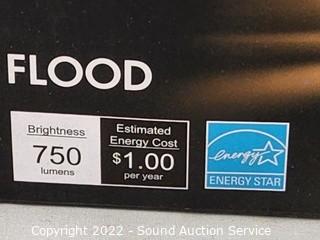 FLOOD
Brightness
750
lumens
Estimated
Energy Cost
$1.00
per year
energy
ENERGY STAR
Copyright 2022 - Sound Auction Service